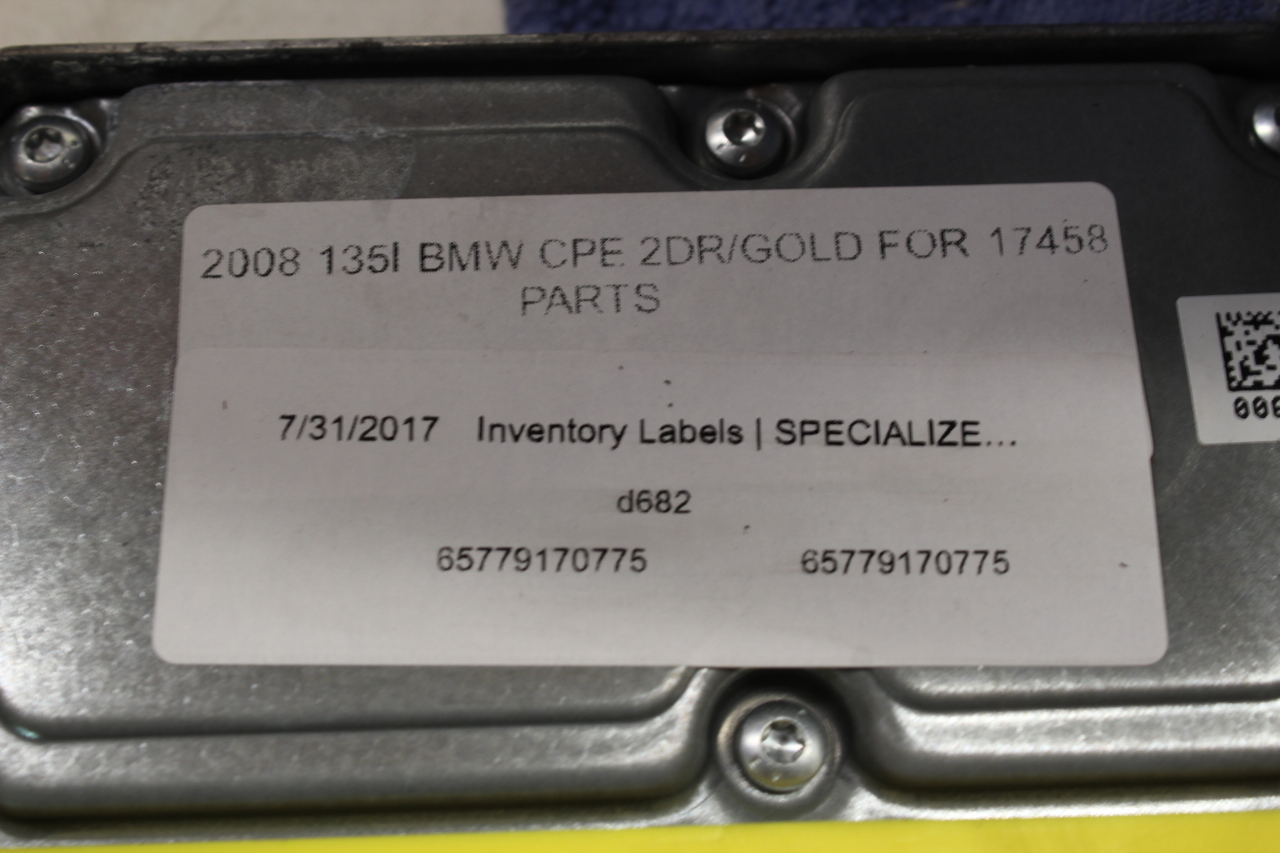 2008 135I BMW CPE 2DR/GOLD FOR 17458
PARTS
7/31/2017 Inventory Labels | SPECIALIZE...
d682
65779170775 65779170775